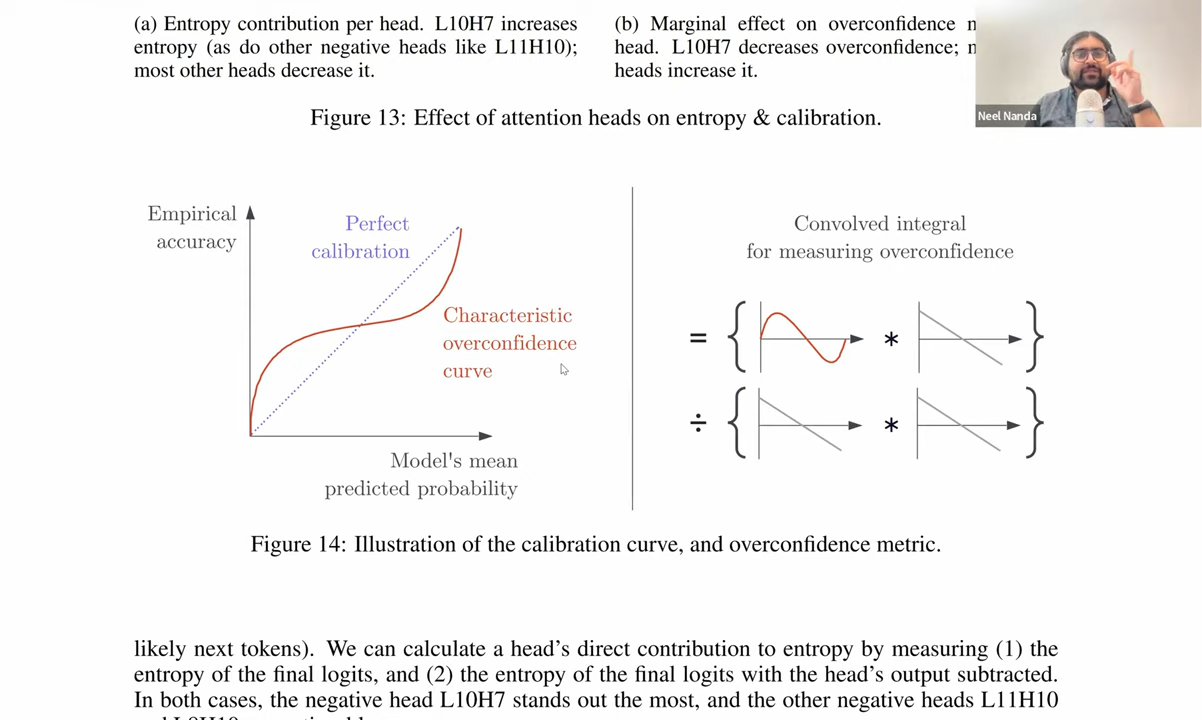 (a) Entropy contribution per head. L10H7 increases
entropy (as do other negative heads like L11H10);
most other heads decrease it.
(b) Marginal effect on overconfidence
head. L10H7 decreases overconfidence;
heads increase it.
Neel Nanda
Figure 13: Effect of attention heads on entropy & calibration.
Empirical
accuracy
Perfect
calibration
Characteristic
overconfidence
curve
Model's mean
predicted probability
Convolved integral
for measuring overconfidence
= { * }
÷ { * }
Figure 14: Illustration of the calibration curve, and overconfidence metric.
likely next tokens). We can calculate a head's direct contribution to entropy by measuring (1) the
entropy of the final logits, and (2) the entropy of the final logits with the head's output subtracted.
In both cases, the negative head L10H7 stands out the most, and the other negative heads L11H10